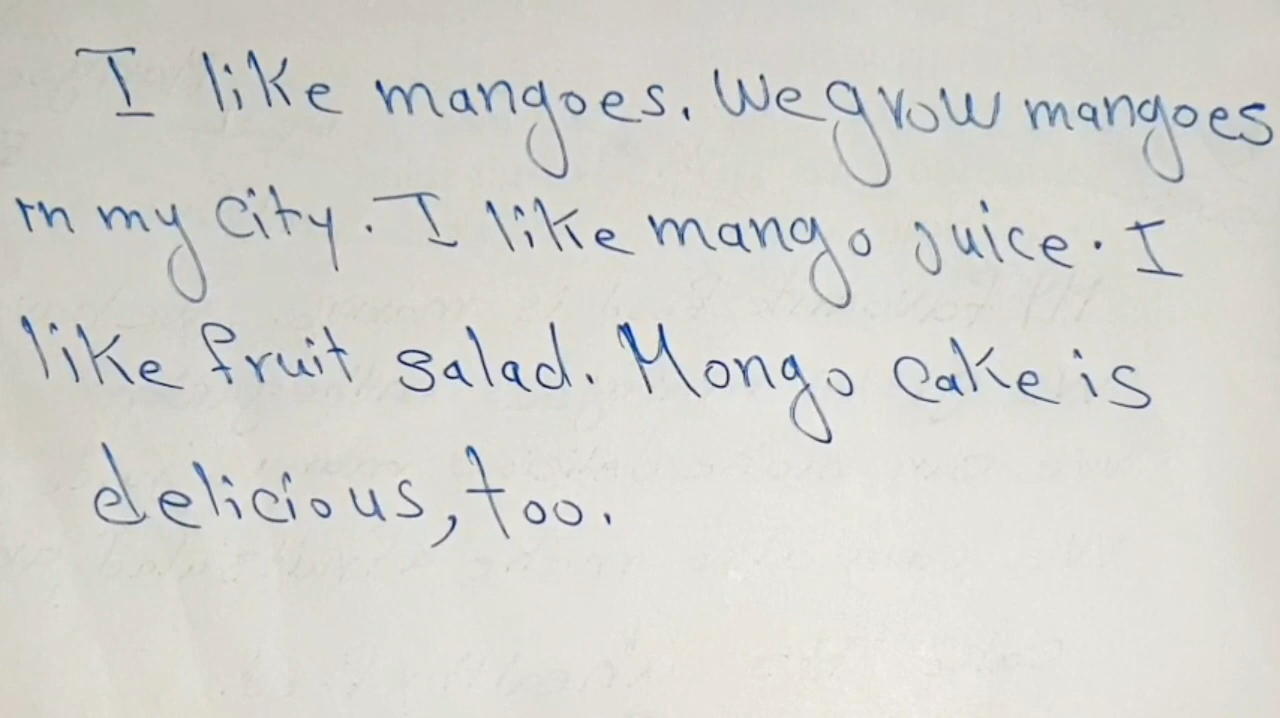 I like mangoes. We grow mangoes
in my city. I like mango juice. I
like fruit salad. Mongo cake is
delicious, too.